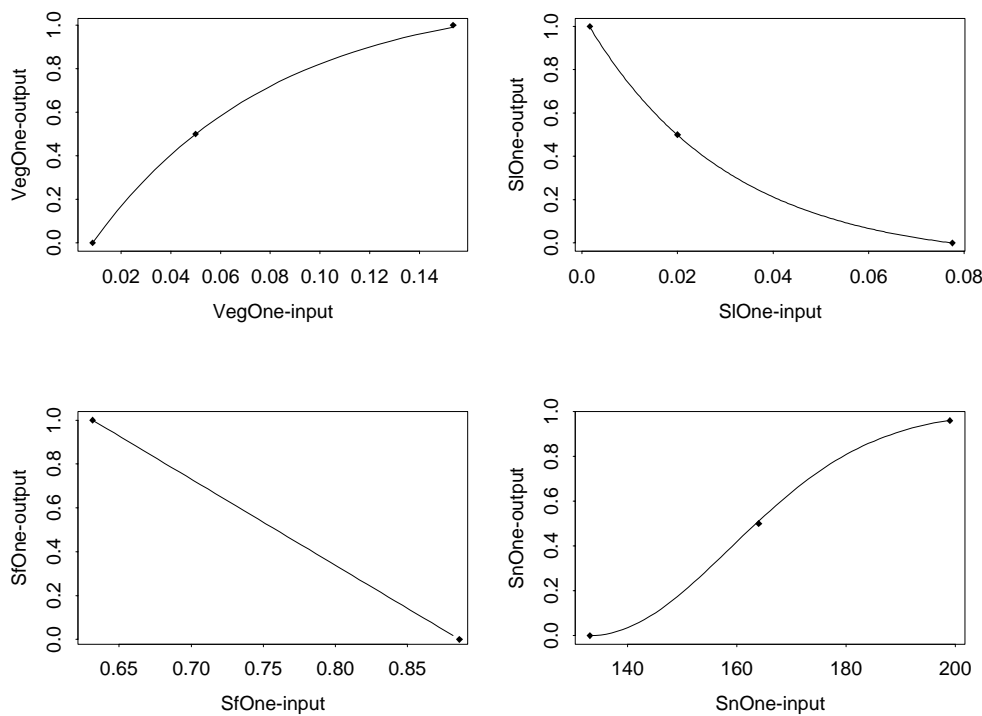 VegOne-output
0.0 0.2 0.4 0.6 0.8 1.0
0.02 0.04 0.06 0.08 0.10 0.12 0.14
VegOne-input
SlOne-output
0.0 0.2 0.4 0.6 0.8 1.0
0.0 0.02 0.04 0.06 0.08
SlOne-input
SfOne-output
0.0 0.2 0.4 0.6 0.8 1.0
0.65 0.70 0.75 0.80 0.85
SfOne-input
SnOne-output
0.0 0.2 0.4 0.6 0.8 1.0
140 160 180 200
SnOne-input